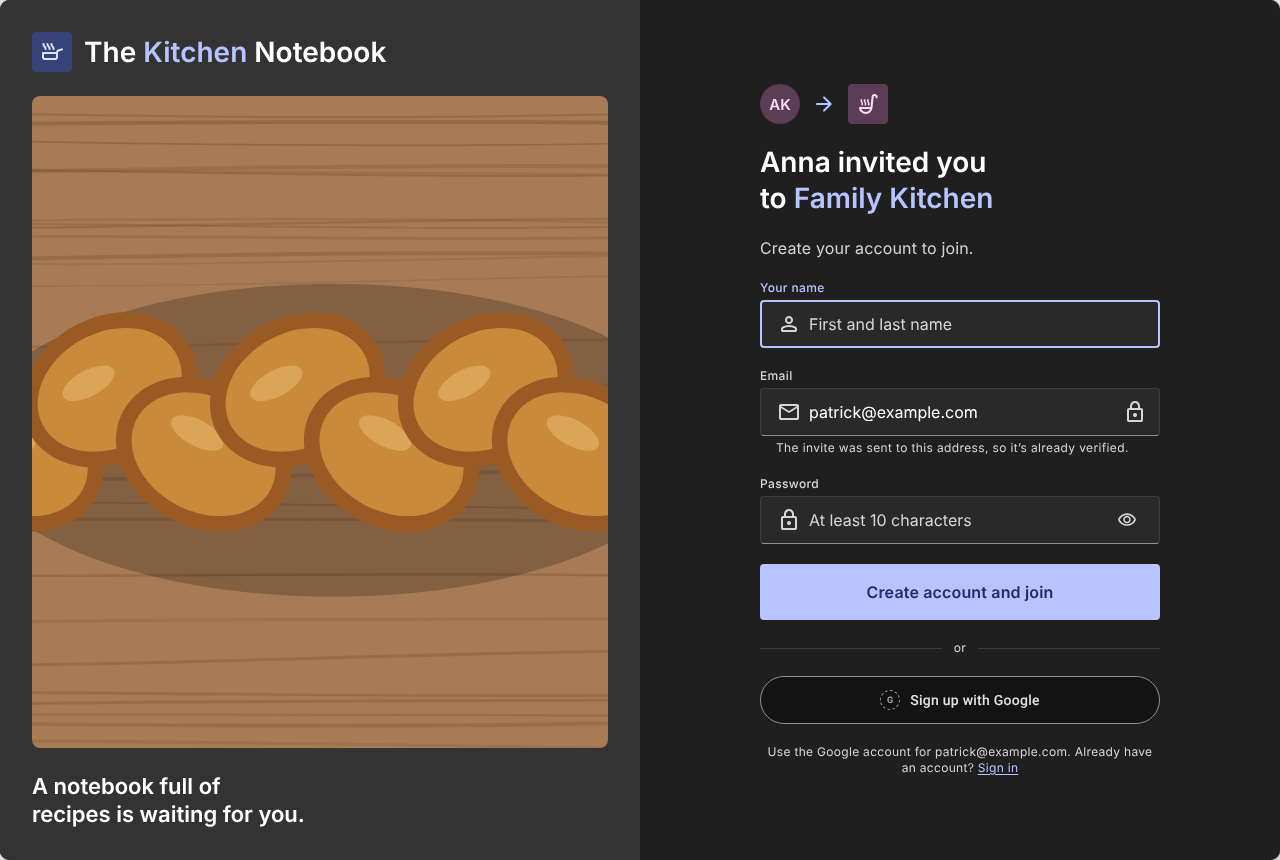 The Kitchen Notebook
A notebook full of
recipes is waiting for you.
AK
Anna invited you
to Family Kitchen
Create your account to join.
Your name
First and last name
Email
patrick@example.com
The invite was sent to this address, so it’s already verified.
Password
At least 10 characters
Create account and join
or
G Sign up with Google
Use the Google account for patrick@example.com. Already have
an account? Sign in